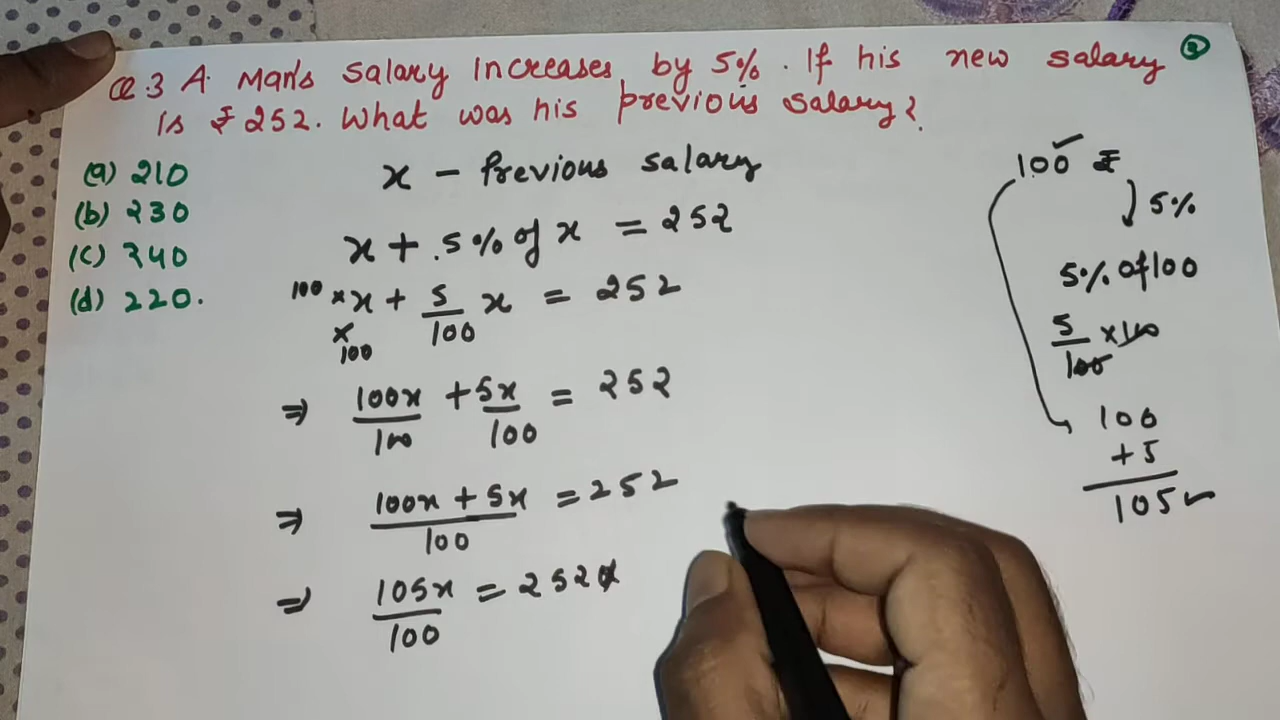 Q.3 A Man's salary increases by 5%. If his new salary
is ₹ 252. What was his previous salary?
(a) 210
(b) 230
(c) 240
(d) 220.
x - Previous salary
x + 5% of x = 252
100 × x + 5/100 x = 252
× 100
⇒ 100x/100 + 5x/100 = 252
⇒ 100x + 5x/100 = 252
⇒ 105x/100 = 252
100 ₹
5%
5% of 100
5/100 × 100
100
+ 5
105